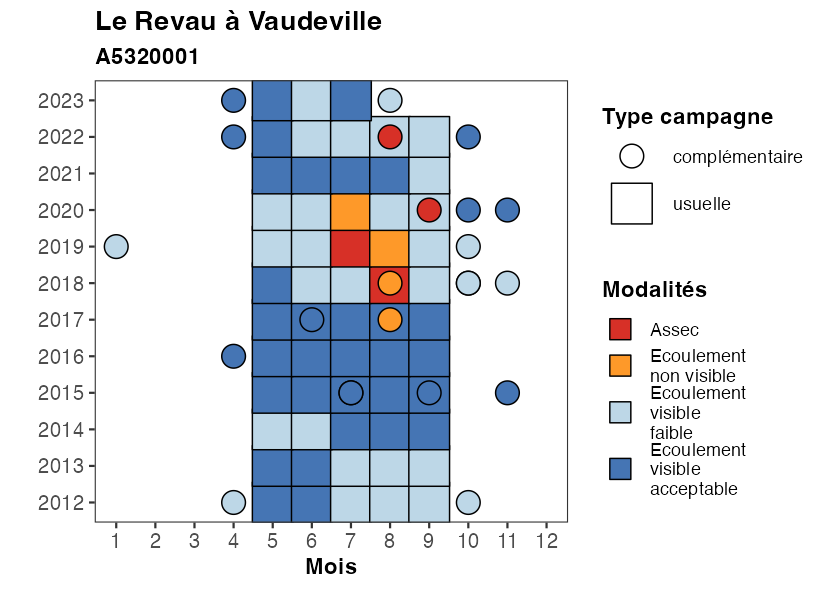 Le Revau à Vaudeville
A5320001
2023
2022
2021
2020
2019
2018
2017
2016
2015
2014
2013
2012
1 2 3 4 5 6 7 8 9 10 11 12
Mois
Type campagne
complémentaire
usuelle
Modalités
Assec
Ecoulement
non visible
Ecoulement
visible
faible
Ecoulement
visible
acceptable